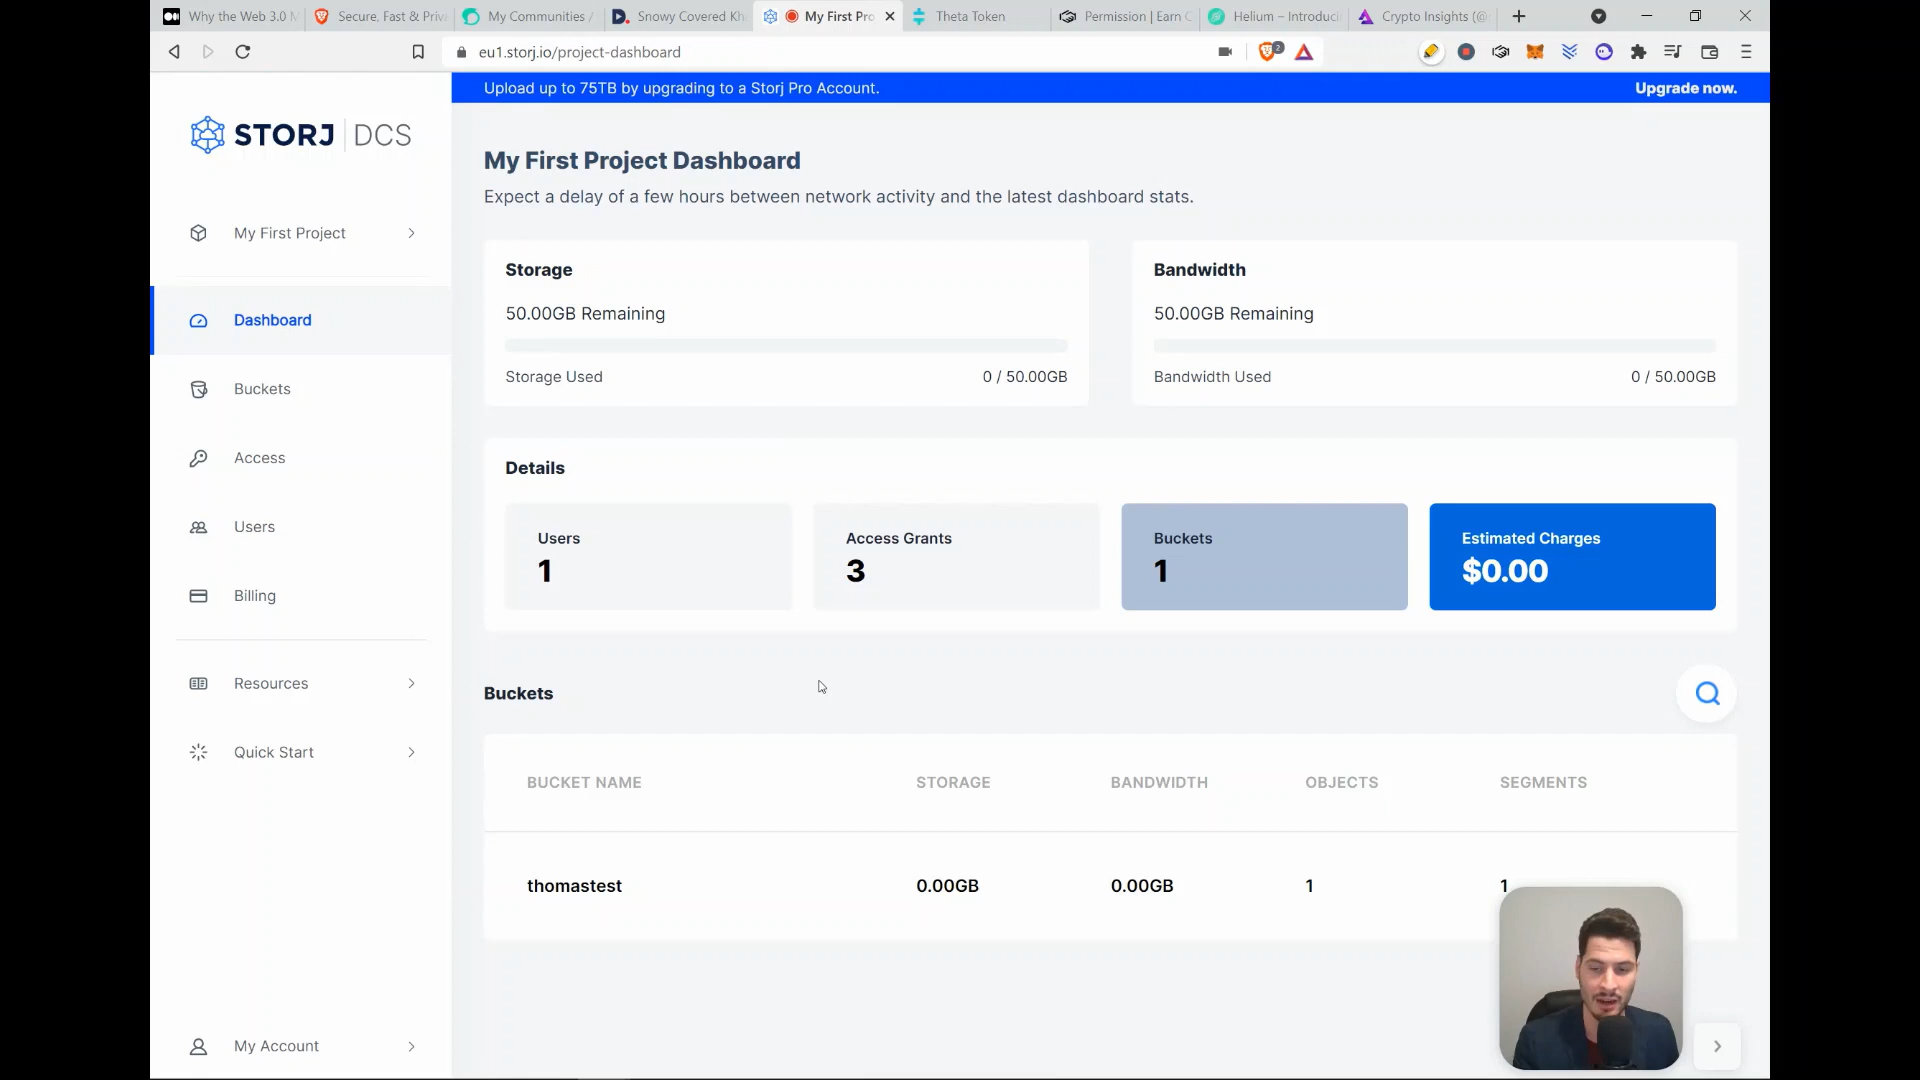 Why the Web 3.0 M
Secure, Fast & Priva
My Communities /
Snowy Covered Kh
My First Pro
Theta Token
Permission | Earn C
Helium – Introduci
Crypto Insights (@
eu1.storj.io/project-dashboard
2
Upload up to 75TB by upgrading to a Storj Pro Account.
Upgrade now.
STORJ | DCS
My First Project
Dashboard
Buckets
Access
Users
Billing
Resources
Quick Start
My Account
My First Project Dashboard
Expect a delay of a few hours between network activity and the latest dashboard stats.
Storage
50.00GB Remaining
Storage Used
0 / 50.00GB
Bandwidth
50.00GB Remaining
Bandwidth Used
0 / 50.00GB
Details
Users
1
Access Grants
3
Buckets
1
Estimated Charges
$0.00
Buckets
BUCKET NAME STORAGE BANDWIDTH OBJECTS SEGMENTS
thomastest 0.00GB 0.00GB 1 1